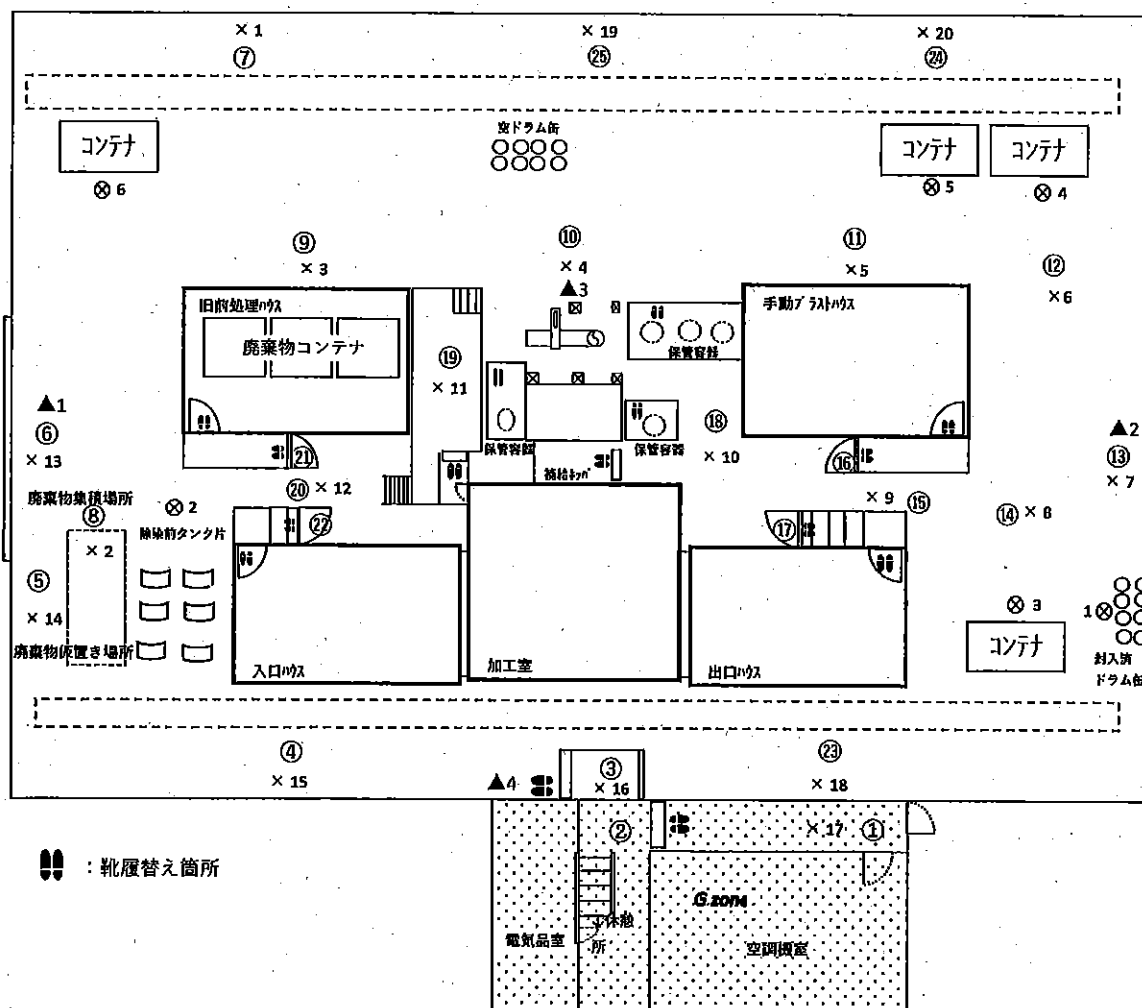 × 1
× 19
× 20
⑦
㉕
㉔
コンテナ
空ドラム缶
コンテナ
コンテナ
⊗ 6
⊗ 5
⊗ 4
⑨
⑩
⑪
⑫
× 3
× 4
× 5
× 6
▲3
旧前処理ハウス
手動ブラストハウス
廃棄物コンテナ
保管容器
⑲
× 11
▲1
⑥
× 13
⑱
× 10
▲2
⑬
× 7
保管容器
保管容器
㉑
⑯
廃棄物集積場所
⑳
× 12
× 9
⑮
⑧
⊗ 2
除染前タンク片
㉒
⑰
⑭
× 8
× 2
⑤
× 14
⊗ 3
1 ⊗
廃棄物仮置き場所
コンテナ
封入済
ドラム缶
入口ハウス
加工室
出口ハウス
④
③
㉓
× 15
▲4
× 16
× 18
②
× 17
①
：靴履替え箇所
G.zone
休憩
所
電気品室
空調機室